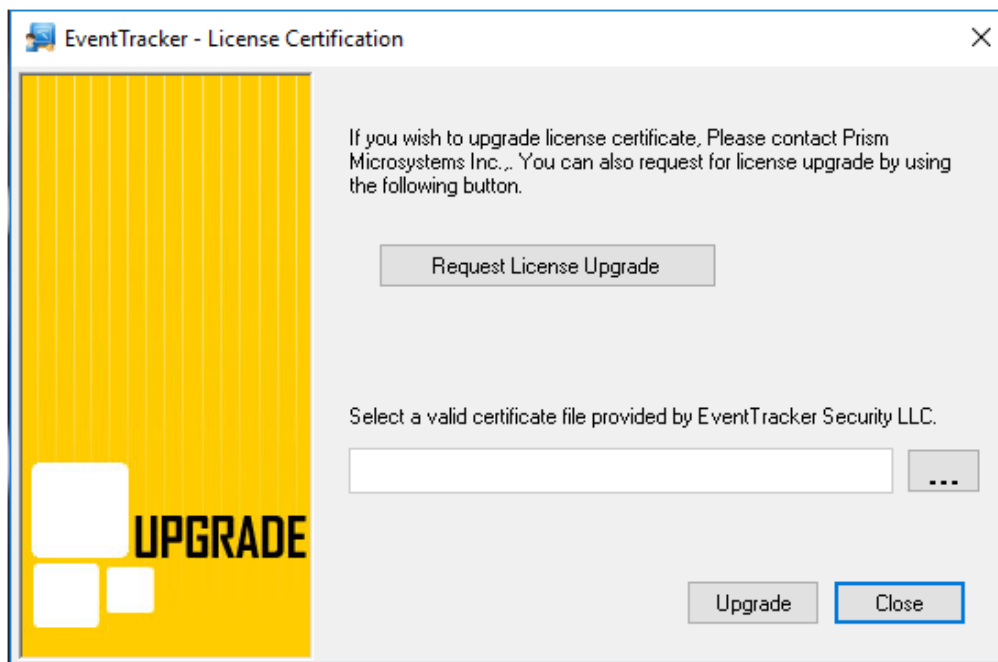 EventTracker - License Certification
If you wish to upgrade license certificate, Please contact Prism
Microsystems Inc.,. You can also request for license upgrade by using
the following button.
Request License Upgrade
Select a valid certificate file provided by EventTracker Security LLC.
...
UPGRADE
Upgrade
Close